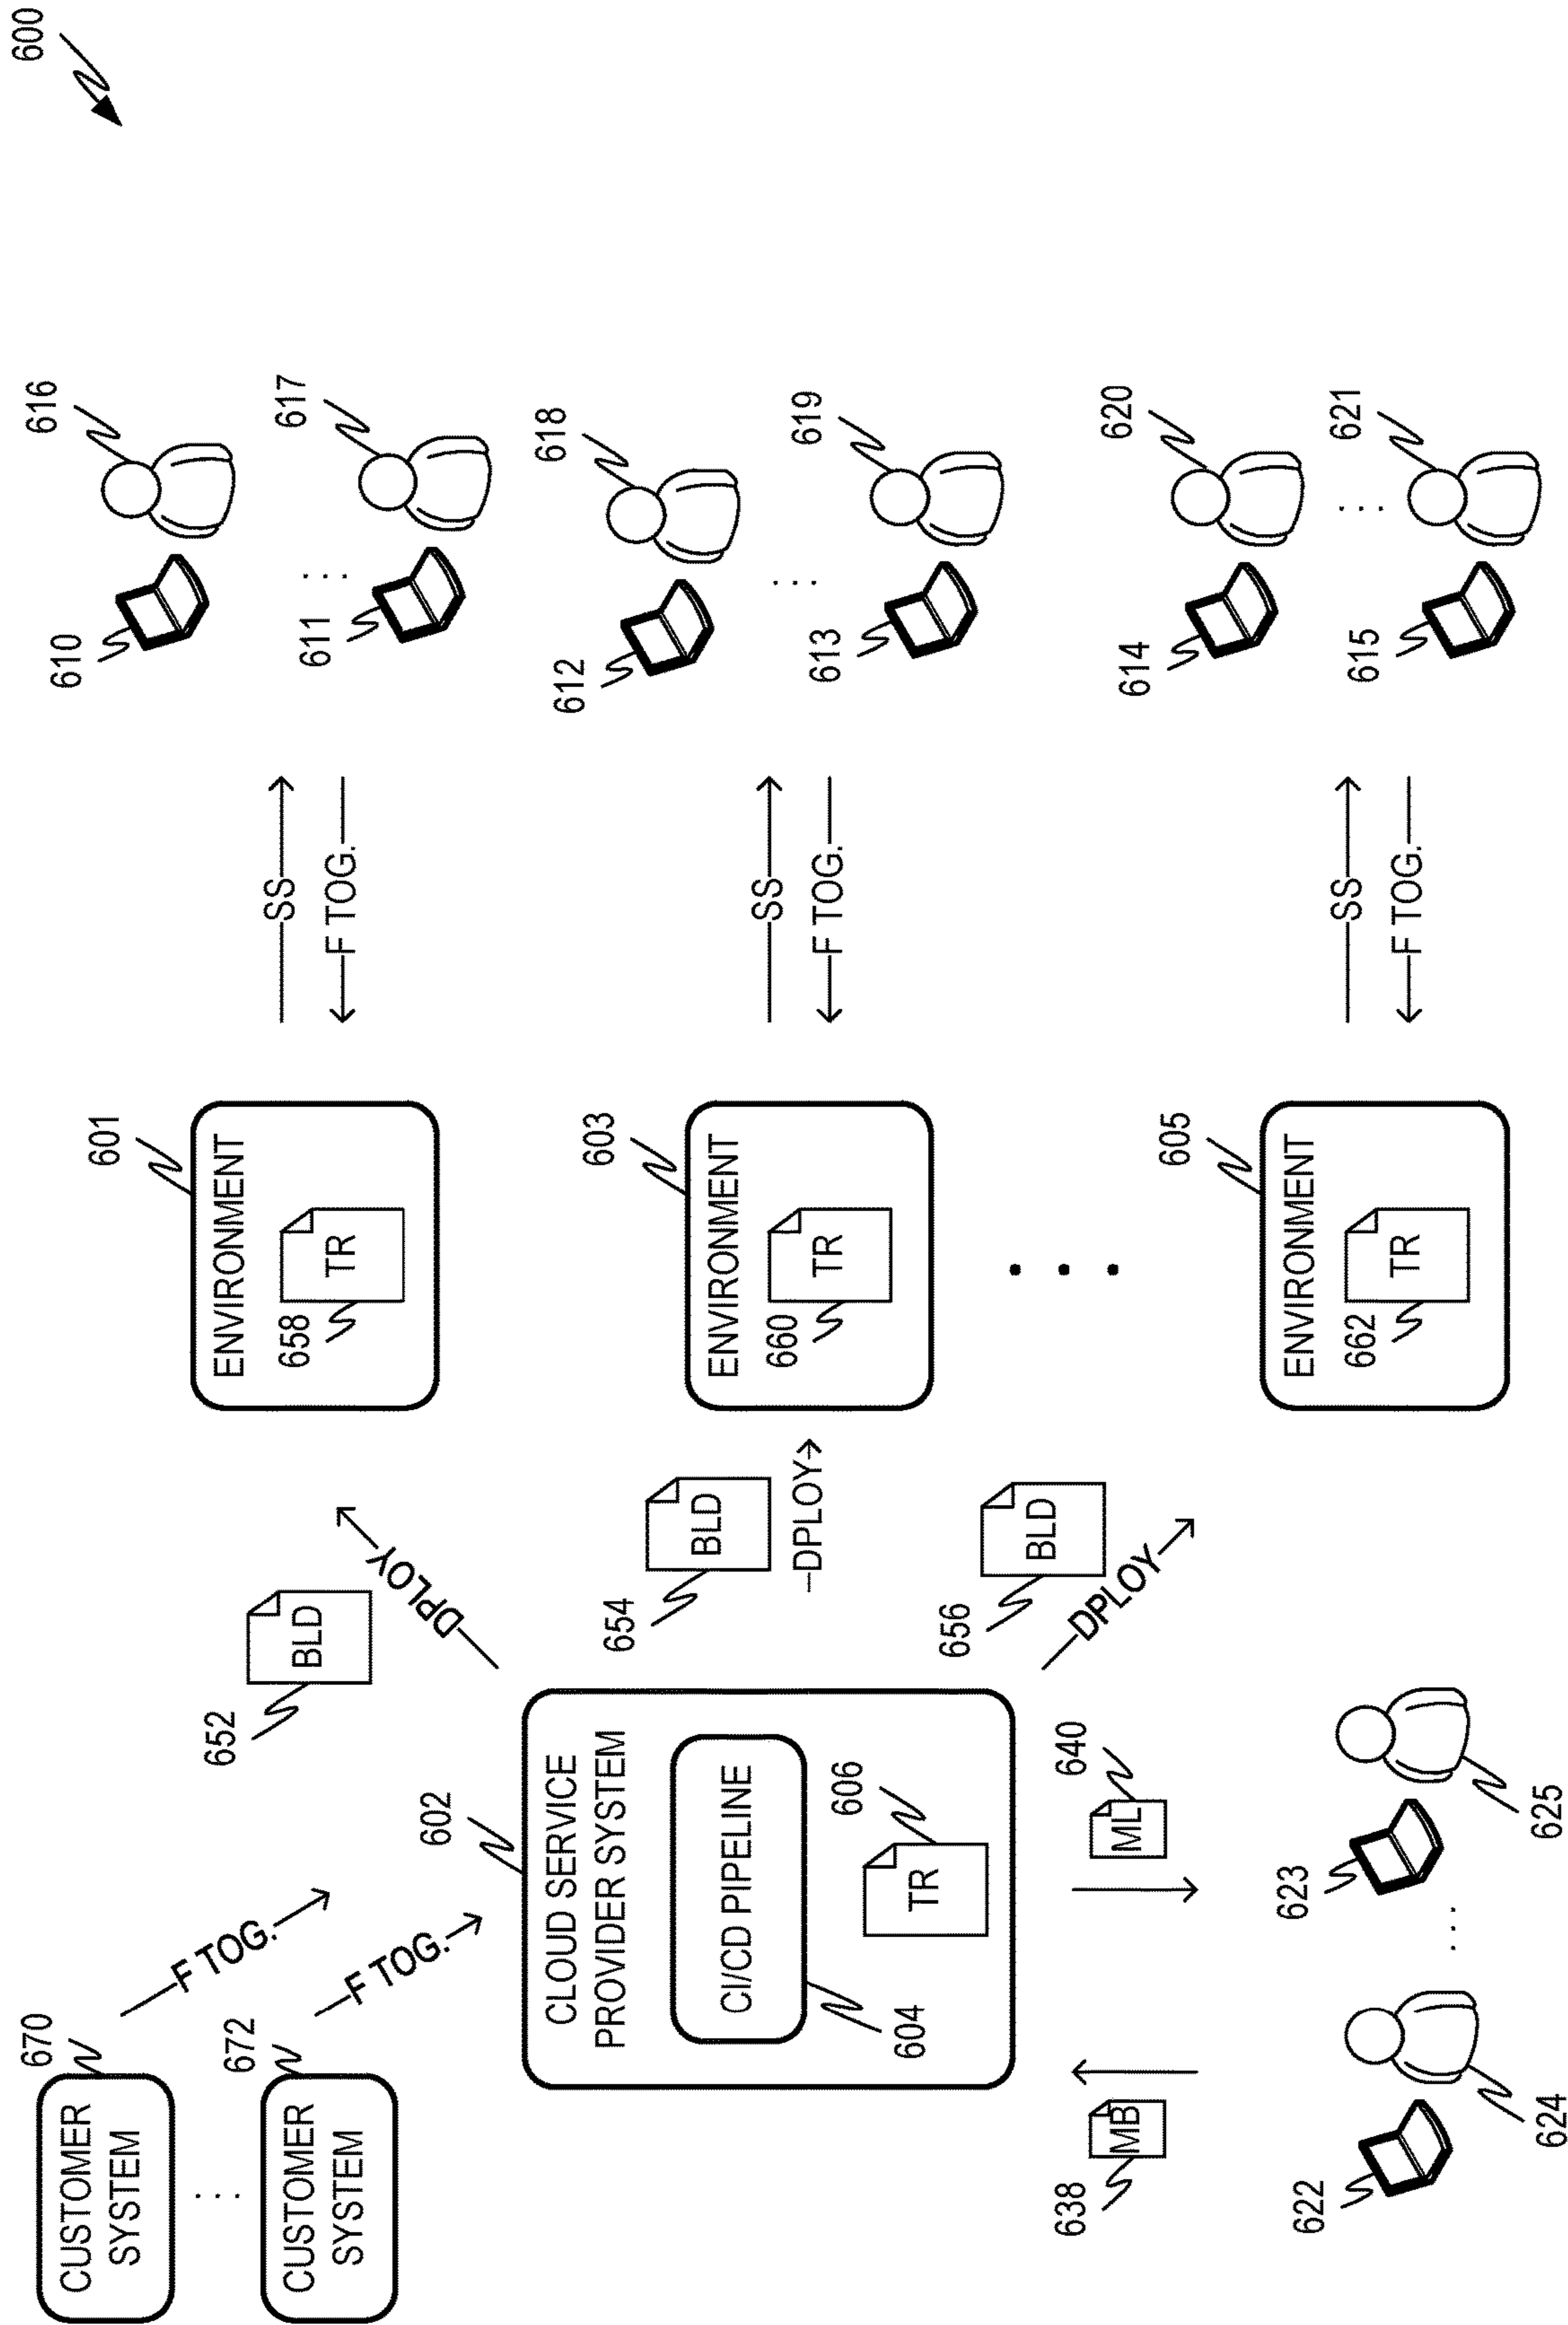 600
670
CUSTOMER
SYSTEM
. . .
672
CUSTOMER
SYSTEM
F TOG.
F TOG.
602
CLOUD SERVICE
PROVIDER SYSTEM
CI/CD PIPELINE
604
606
TR
652
BLD
DPLOY
654
BLD
DPLOY
656
BLD
DPLOY
601
ENVIRONMENT
658
TR
603
ENVIRONMENT
660
TR
. . .
605
ENVIRONMENT
662
TR
SS
F TOG.
SS
F TOG.
SS
F TOG.
610
616
. . .
611
617
612
618
. . .
613
619
614
620
. . .
615
621
638
MB
640
ML
622
624
. . .
623
625